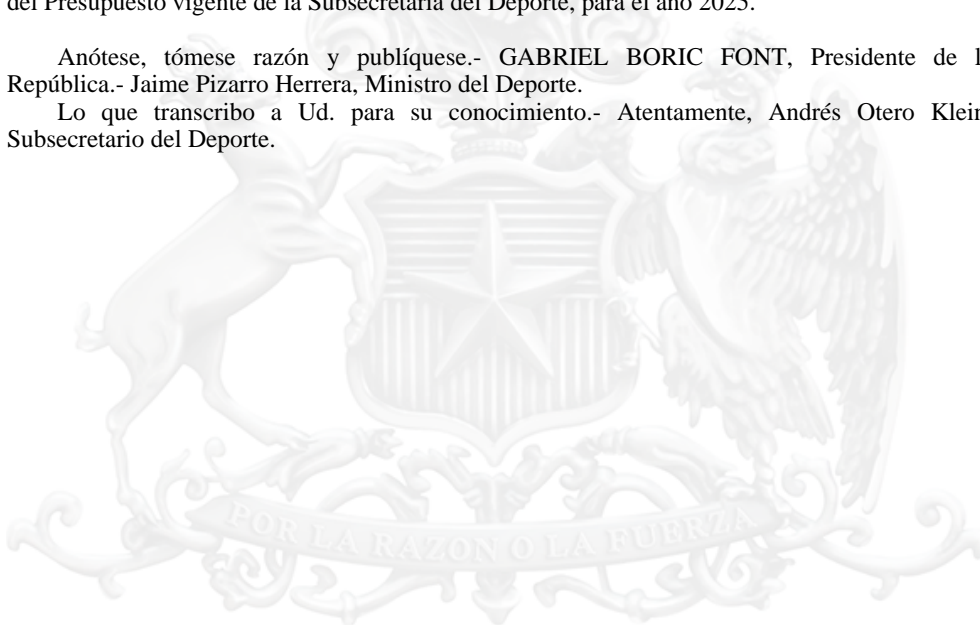 del Presupuesto vigente de la Subsecretaría del Deporte, para el año 2025.
Anótese, tómese razón y publíquese.- GABRIEL BORIC FONT, Presidente de l
República.- Jaime Pizarro Herrera, Ministro del Deporte.
Lo que transcribo a Ud. para su conocimiento.- Atentamente, Andrés Otero Klein
Subsecretario del Deporte.
POR LA RAZON O LA FUERZA